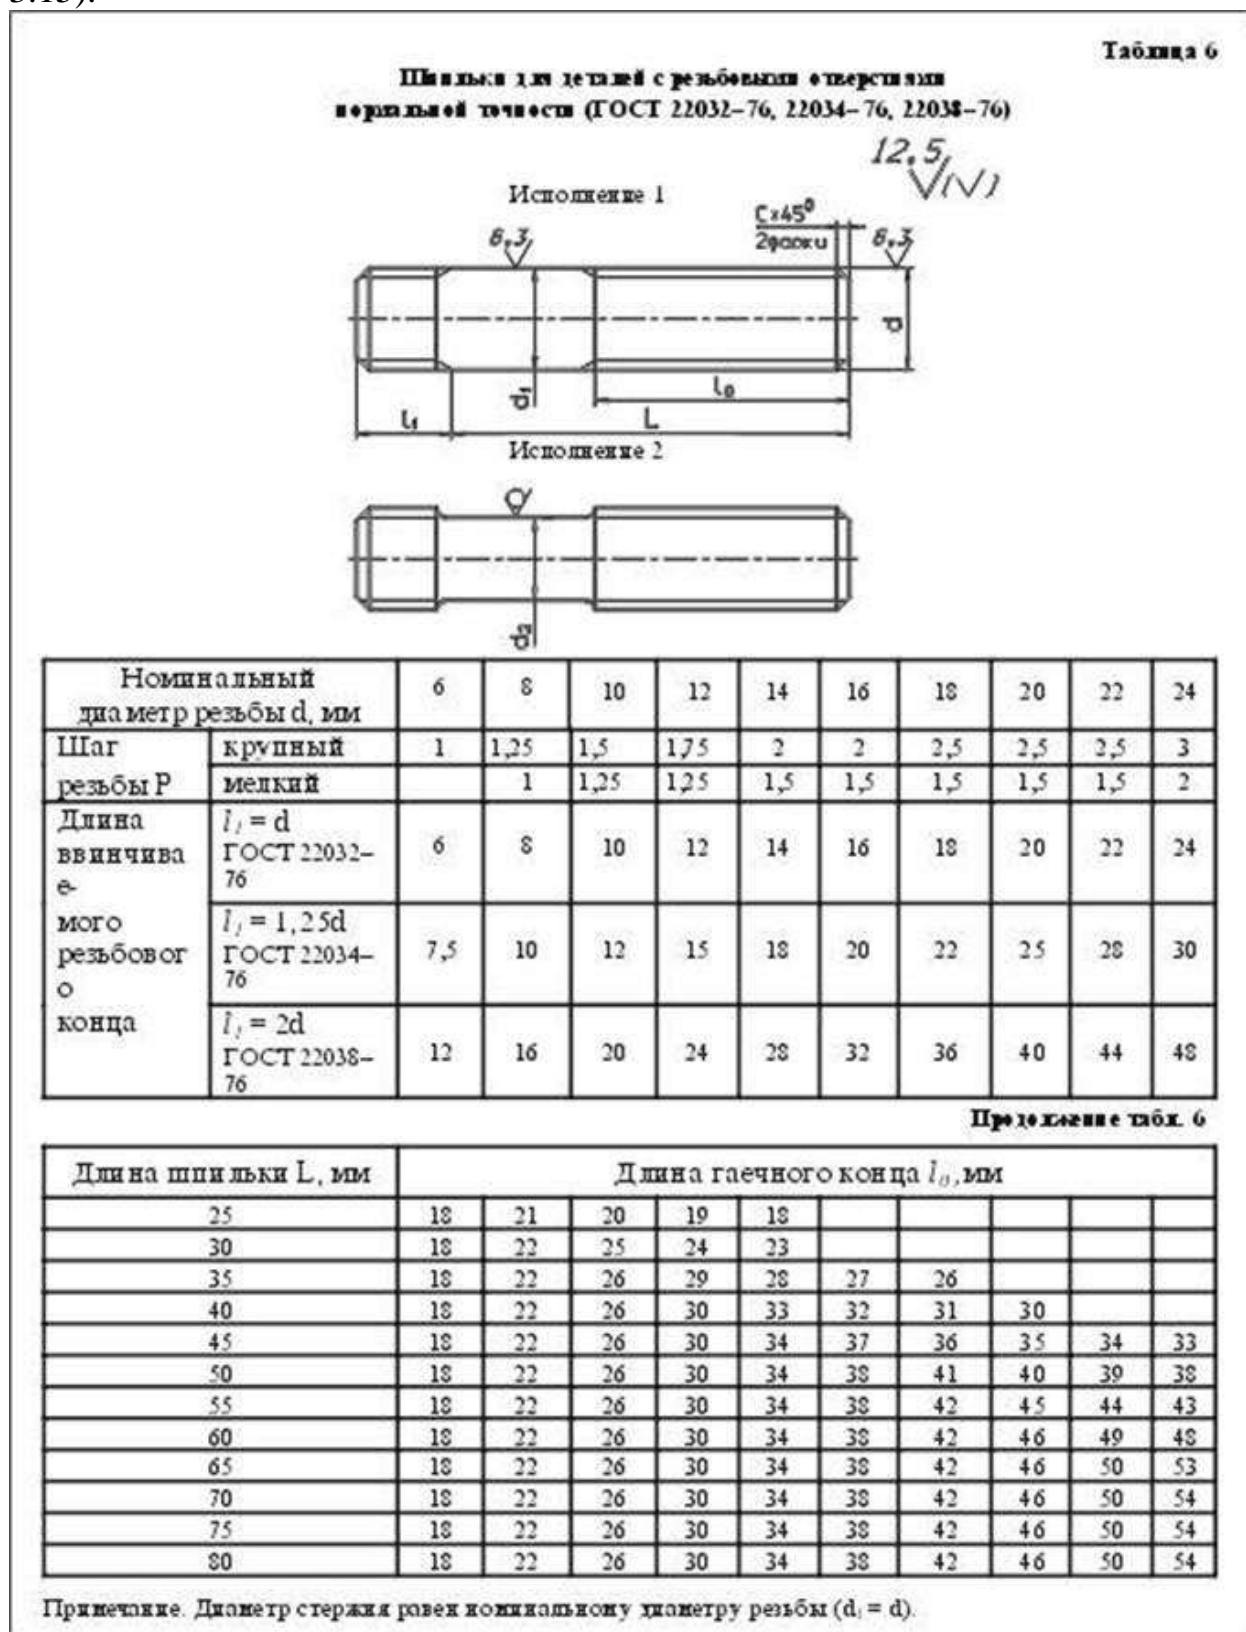 Таблица 6
Шпильки для деталей с резьбовыми отверстиями
нормальной точности (ГОСТ 22032–76, 22034–76, 22038–76)
12,5 (√)
Исполнение 1
6,3
C×45⁰
2фаски
6,3
d
d₁
l₀
l₁
L
Исполнение 2
d₂
Номинальный диаметр резьбы d, мм 6 8 10 12 14 16 18 20 22 24
Шаг резьбы P крупный 1 1,25 1,5 1,75 2 2 2,5 2,5 2,5 3
мелкий 1 1,25 1,25 1,5 1,5 1,5 1,5 1,5 2
Длина ввинчивае-мого резьбового конца
l₁ = d ГОСТ 22032–76 6 8 10 12 14 16 18 20 22 24
l₁ = 1,25d ГОСТ 22034–76 7,5 10 12 15 18 20 22 25 28 30
l₁ = 2d ГОСТ 22038–76 12 16 20 24 28 32 36 40 44 48
Продолжение табл. 6
Длина шпильки L, мм Длина гаечного конца l₀, мм
25 18 21 20 19 18
30 18 22 25 24 23
35 18 22 26 29 28 27 26
40 18 22 26 30 33 32 31 30
45 18 22 26 30 34 37 36 35 34 33
50 18 22 26 30 34 38 41 40 39 38
55 18 22 26 30 34 38 42 45 44 43
60 18 22 26 30 34 38 42 46 49 48
65 18 22 26 30 34 38 42 46 50 53
70 18 22 26 30 34 38 42 46 50 54
75 18 22 26 30 34 38 42 46 50 54
80 18 22 26 30 34 38 42 46 50 54
Примечание. Диаметр стержня равен номинальному диаметру резьбы (d₁ = d).